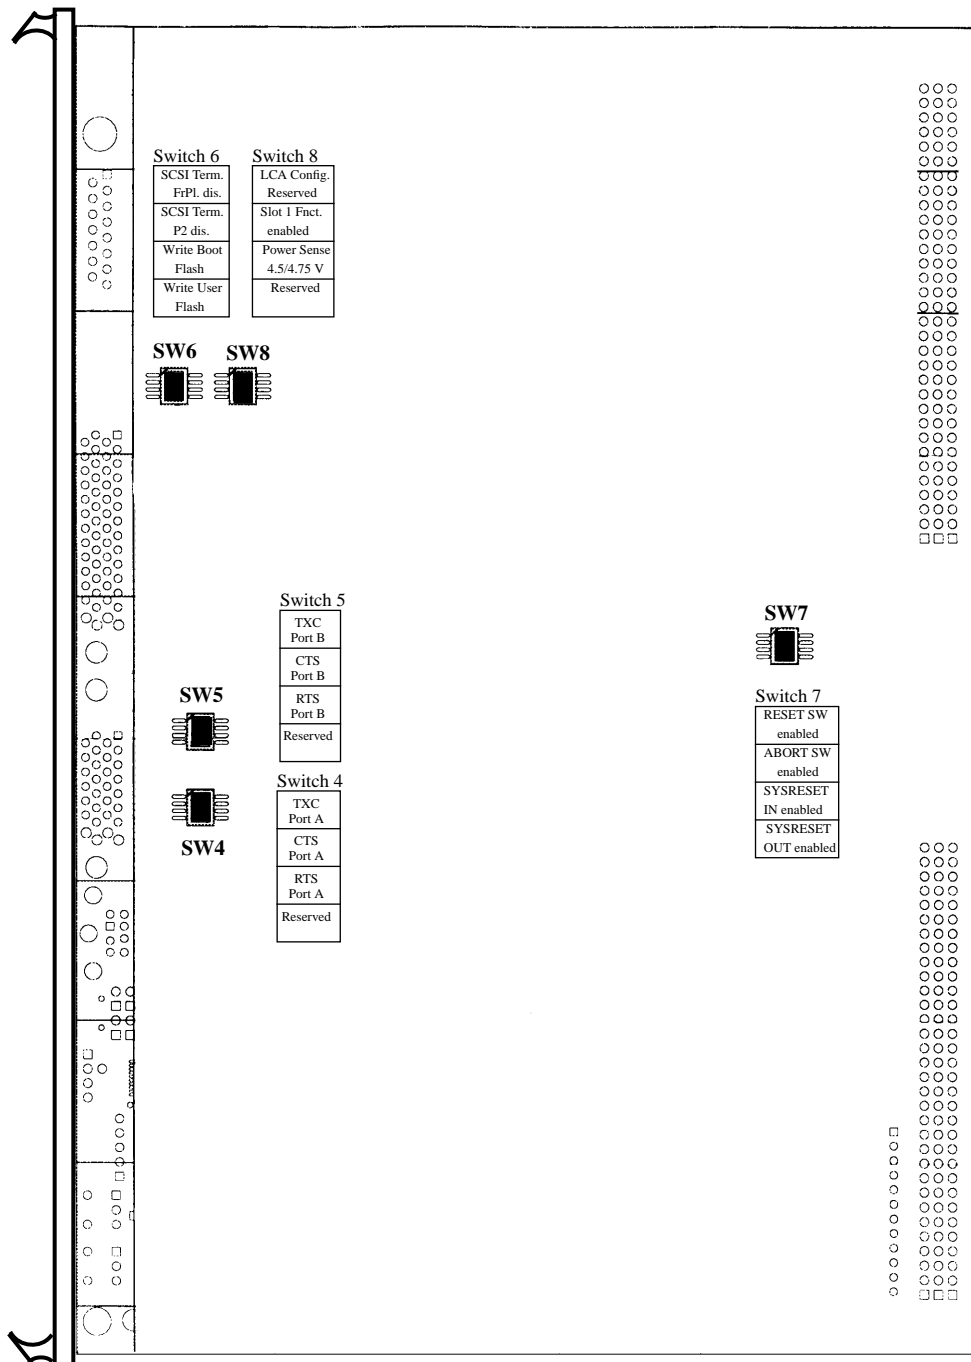 Switch 6
SCSI Term.
FrPl. dis.
SCSI Term.
P2 dis.
Write Boot
Flash
Write User
Flash
Switch 8
LCA Config.
Reserved
Slot 1 Fnct.
enabled
Power Sense
4.5/4.75 V
Reserved
SW6
SW8
Switch 5
TXC
Port B
CTS
Port B
RTS
Port B
Reserved
SW5
SW4
Switch 4
TXC
Port A
CTS
Port A
RTS
Port A
Reserved
SW7
Switch 7
RESET SW
enabled
ABORT SW
enabled
SYSRESET
IN enabled
SYSRESET
OUT enabled